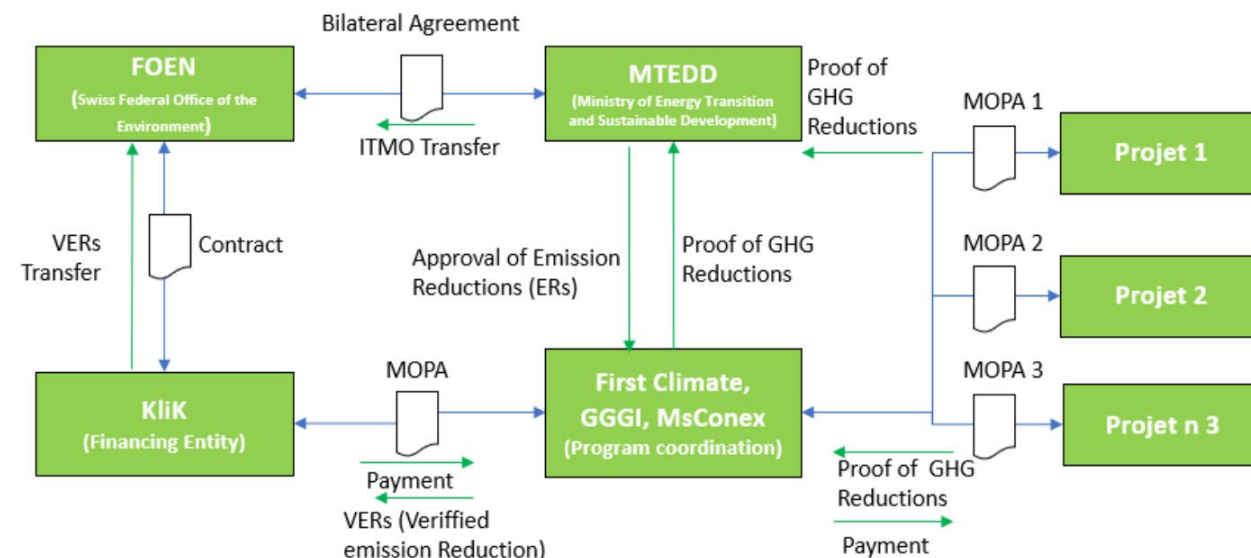 Bilateral Agreement
FOEN
(Swiss Federal Office of the
Environment)
MTEDD
(Ministry of Energy Transition
and Sustainable Development)
ITMO Transfer
Proof of
GHG
Reductions
MOPA 1
Projet 1
VERs
Transfer
Contract
Approval of Emission
Reductions (ERs)
Proof of GHG
Reductions
MOPA 2
Projet 2
KliK
(Financing Entity)
MOPA
First Climate,
GGGI, MsConex
(Program coordination)
MOPA 3
Projet n 3
Payment
VERs (Veriffied
emission Reduction)
Proof of GHG
Reductions
Payment